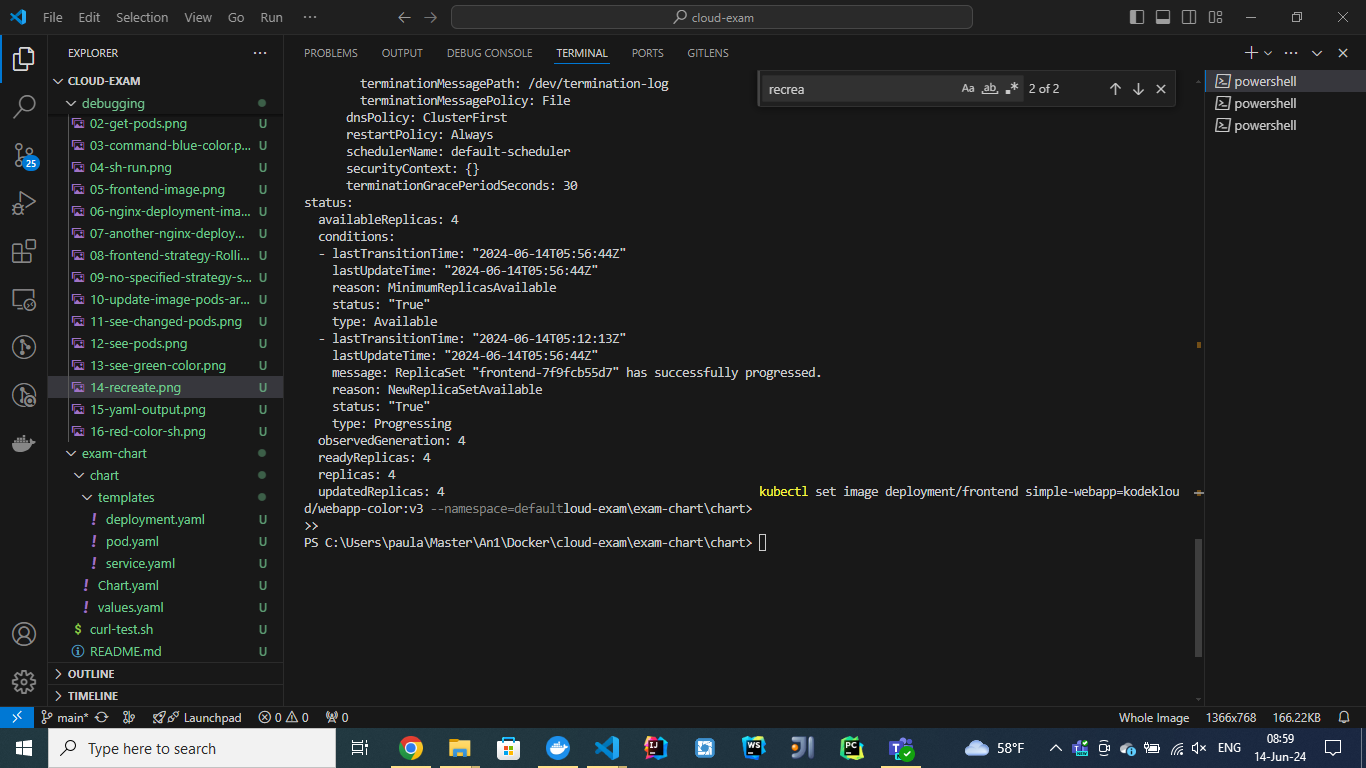 File Edit Selection View Go Run ··· cloud-exam
EXPLORER ···
CLOUD-EXAM
debugging
02-get-pods.png U
03-command-blue-color.p... U
04-sh-run.png U
05-frontend-image.png U
06-nginx-deployment-ima... U
07-another-nginx-deploy... U
08-frontend-strategy-Rolli... U
09-no-specified-strategy-s... U
10-update-image-pods-ar... U
11-see-changed-pods.png U
12-see-pods.png U
13-see-green-color.png U
14-recreate.png U
15-yaml-output.png U
16-red-color-sh.png U
exam-chart
chart
templates
! deployment.yaml U
! pod.yaml U
! service.yaml U
! Chart.yaml U
! values.yaml U
$ curl-test.sh U
README.md U
OUTLINE
TIMELINE
25
PROBLEMS OUTPUT DEBUG CONSOLE TERMINAL PORTS GITLENS
recrea Aa ab .* 2 of 2
powershell
powershell
powershell
terminationMessagePath: /dev/termination-log
terminationMessagePolicy: File
dnsPolicy: ClusterFirst
restartPolicy: Always
schedulerName: default-scheduler
securityContext: {}
terminationGracePeriodSeconds: 30
status:
availableReplicas: 4
conditions:
- lastTransitionTime: "2024-06-14T05:56:44Z"
lastUpdateTime: "2024-06-14T05:56:44Z"
reason: MinimumReplicasAvailable
status: "True"
type: Available
- lastTransitionTime: "2024-06-14T05:12:13Z"
lastUpdateTime: "2024-06-14T05:56:44Z"
message: ReplicaSet "frontend-7f9fcb55d7" has successfully progressed.
reason: NewReplicaSetAvailable
status: "True"
type: Progressing
observedGeneration: 4
readyReplicas: 4
replicas: 4
updatedReplicas: 4 kubectl set image deployment/frontend simple-webapp=kodeklou
d/webapp-color:v3 --namespace=defaultloud-exam\exam-chart\chart>
>>
PS C:\Users\paula\Master\An1\Docker\cloud-exam\exam-chart\chart>
main* Launchpad 0 0 0 Whole Image 1366x768 166.22KB
Type here to search 58°F ENG 08:59
14-Jun-24